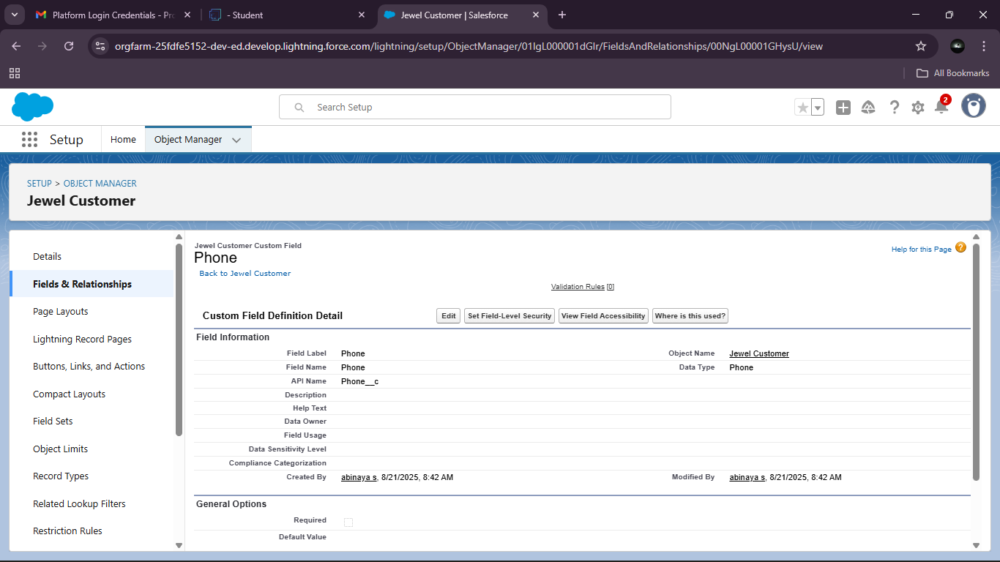 Platform Login Credentials - Pro
- Student
Jewel Customer | Salesforce
orgfarm-25fdfe5152-dev-ed.develop.lightning.force.com/lightning/setup/ObjectManager/01IgL000001dGIr/FieldsAndRelationships/00NgL00001GHysU/view
All Bookmarks
Search Setup
2
Setup
Home
Object Manager
SETUP > OBJECT MANAGER
Jewel Customer
Details
Fields & Relationships
Page Layouts
Lightning Record Pages
Buttons, Links, and Actions
Compact Layouts
Field Sets
Object Limits
Record Types
Related Lookup Filters
Restriction Rules
Jewel Customer Custom Field
Phone
Back to Jewel Customer
Help for this Page ?
Validation Rules [0]
Custom Field Definition Detail
Edit
Set Field-Level Security
View Field Accessibility
Where is this used?
Field Information
Field Label Phone Object Name Jewel Customer
Field Name Phone Data Type Phone
API Name Phone__c
Description
Help Text
Data Owner
Field Usage
Data Sensitivity Level
Compliance Categorization
Created By abinaya s, 8/21/2025, 8:42 AM Modified By abinaya s, 8/21/2025, 8:42 AM
General Options
Required
Default Value